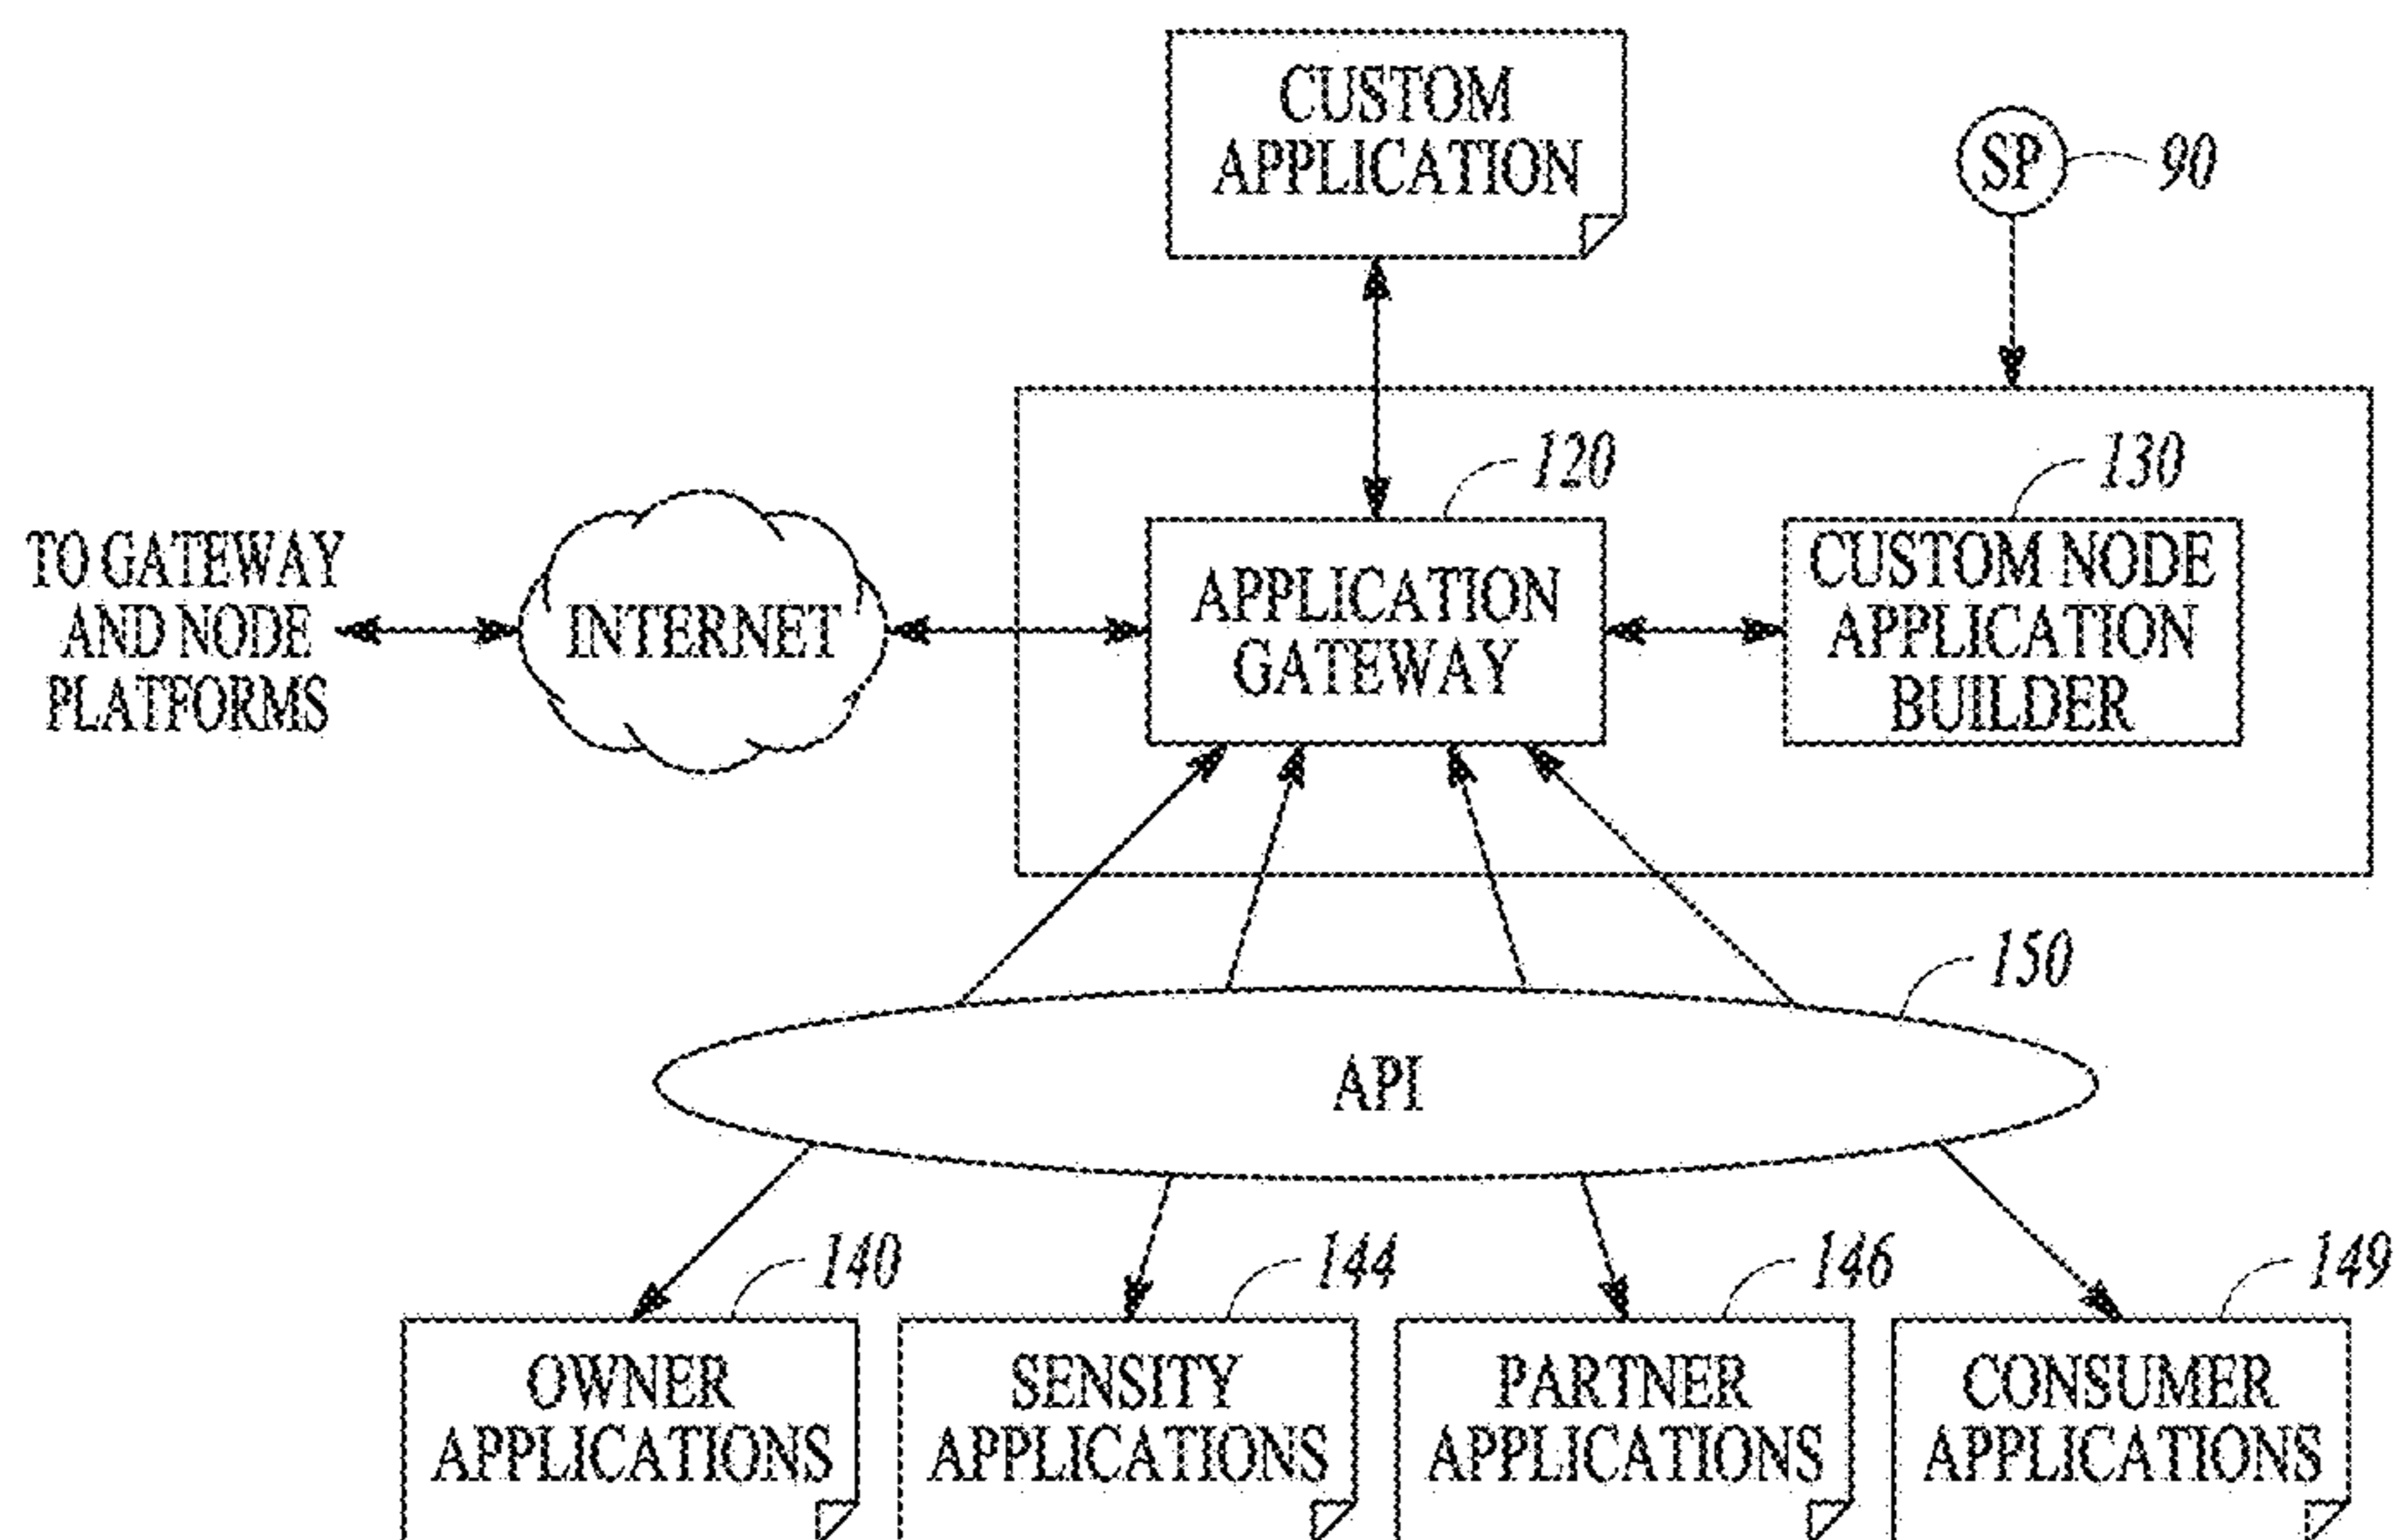 CUSTOM
APPLICATION
SP
90
120
130
TO GATEWAY
AND NODE
PLATFORMS
INTERNET
APPLICATION
GATEWAY
CUSTOM NODE
APPLICATION
BUILDER
150
API
140
144
146
149
OWNER
APPLICATIONS
SENSITY
APPLICATIONS
PARTNER
APPLICATIONS
CONSUMER
APPLICATIONS